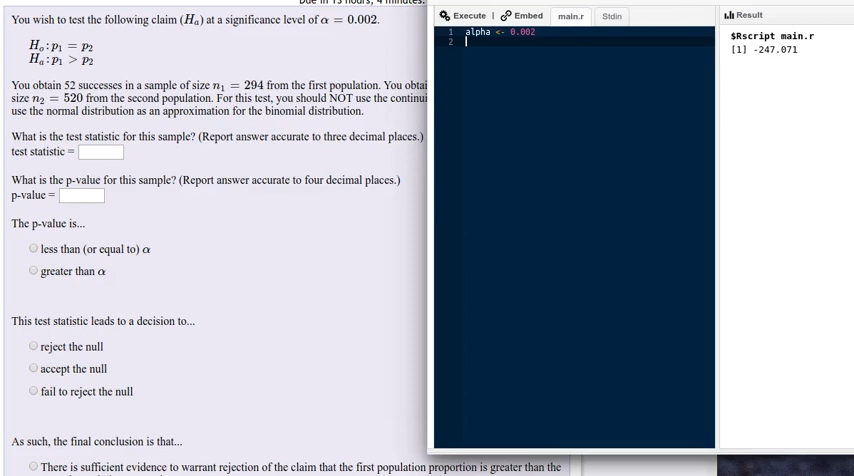 Due in 13 hours, 4 minutes.
You wish to test the following claim (Hₐ) at a significance level of α = 0.002.
Hₒ: p₁ = p₂
Hₐ: p₁ > p₂
You obtain 52 successes in a sample of size n₁ = 294 from the first population. You obtai
size n₂ = 520 from the second population. For this test, you should NOT use the continui
use the normal distribution as an approximation for the binomial distribution.
What is the test statistic for this sample? (Report answer accurate to three decimal places.)
test statistic =
What is the p-value for this sample? (Report answer accurate to four decimal places.)
p-value =
The p-value is...
less than (or equal to) α
greater than α
This test statistic leads to a decision to...
reject the null
accept the null
fail to reject the null
As such, the final conclusion is that...
There is sufficient evidence to warrant rejection of the claim that the first population proportion is greater than the
Execute | Embed main.r Stdin
1 alpha <- 0.002
2
Result
$Rscript main.r
[1] -247.071